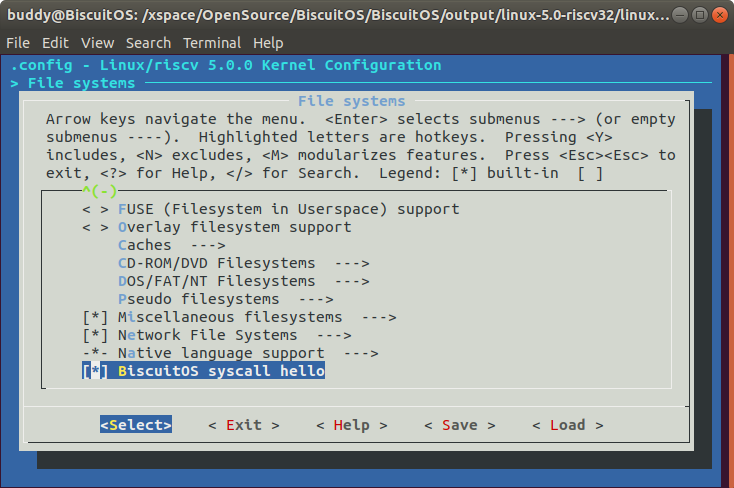 buddy@BiscuitOS: /xspace/OpenSource/BiscuitOS/BiscuitOS/output/linux-5.0-riscv32/linux...
File Edit View Search Terminal Help
.config - Linux/riscv 5.0.0 Kernel Configuration
> File systems
File systems
Arrow keys navigate the menu.  <Enter> selects submenus ---> (or empty
submenus ----).  Highlighted letters are hotkeys.  Pressing <Y>
includes, <N> excludes, <M> modularizes features.  Press <Esc><Esc> to
exit, <?> for Help, </> for Search.  Legend: [*] built-in  [ ]
^(-)
< > FUSE (Filesystem in Userspace) support
< > Overlay filesystem support
Caches  --->
CD-ROM/DVD Filesystems  --->
DOS/FAT/NT Filesystems  --->
Pseudo filesystems  --->
[*] Miscellaneous filesystems  --->
[*] Network File Systems  --->
-*- Native language support  --->
[*] BiscuitOS syscall hello
<Select>    < Exit >    < Help >    < Save >    < Load >